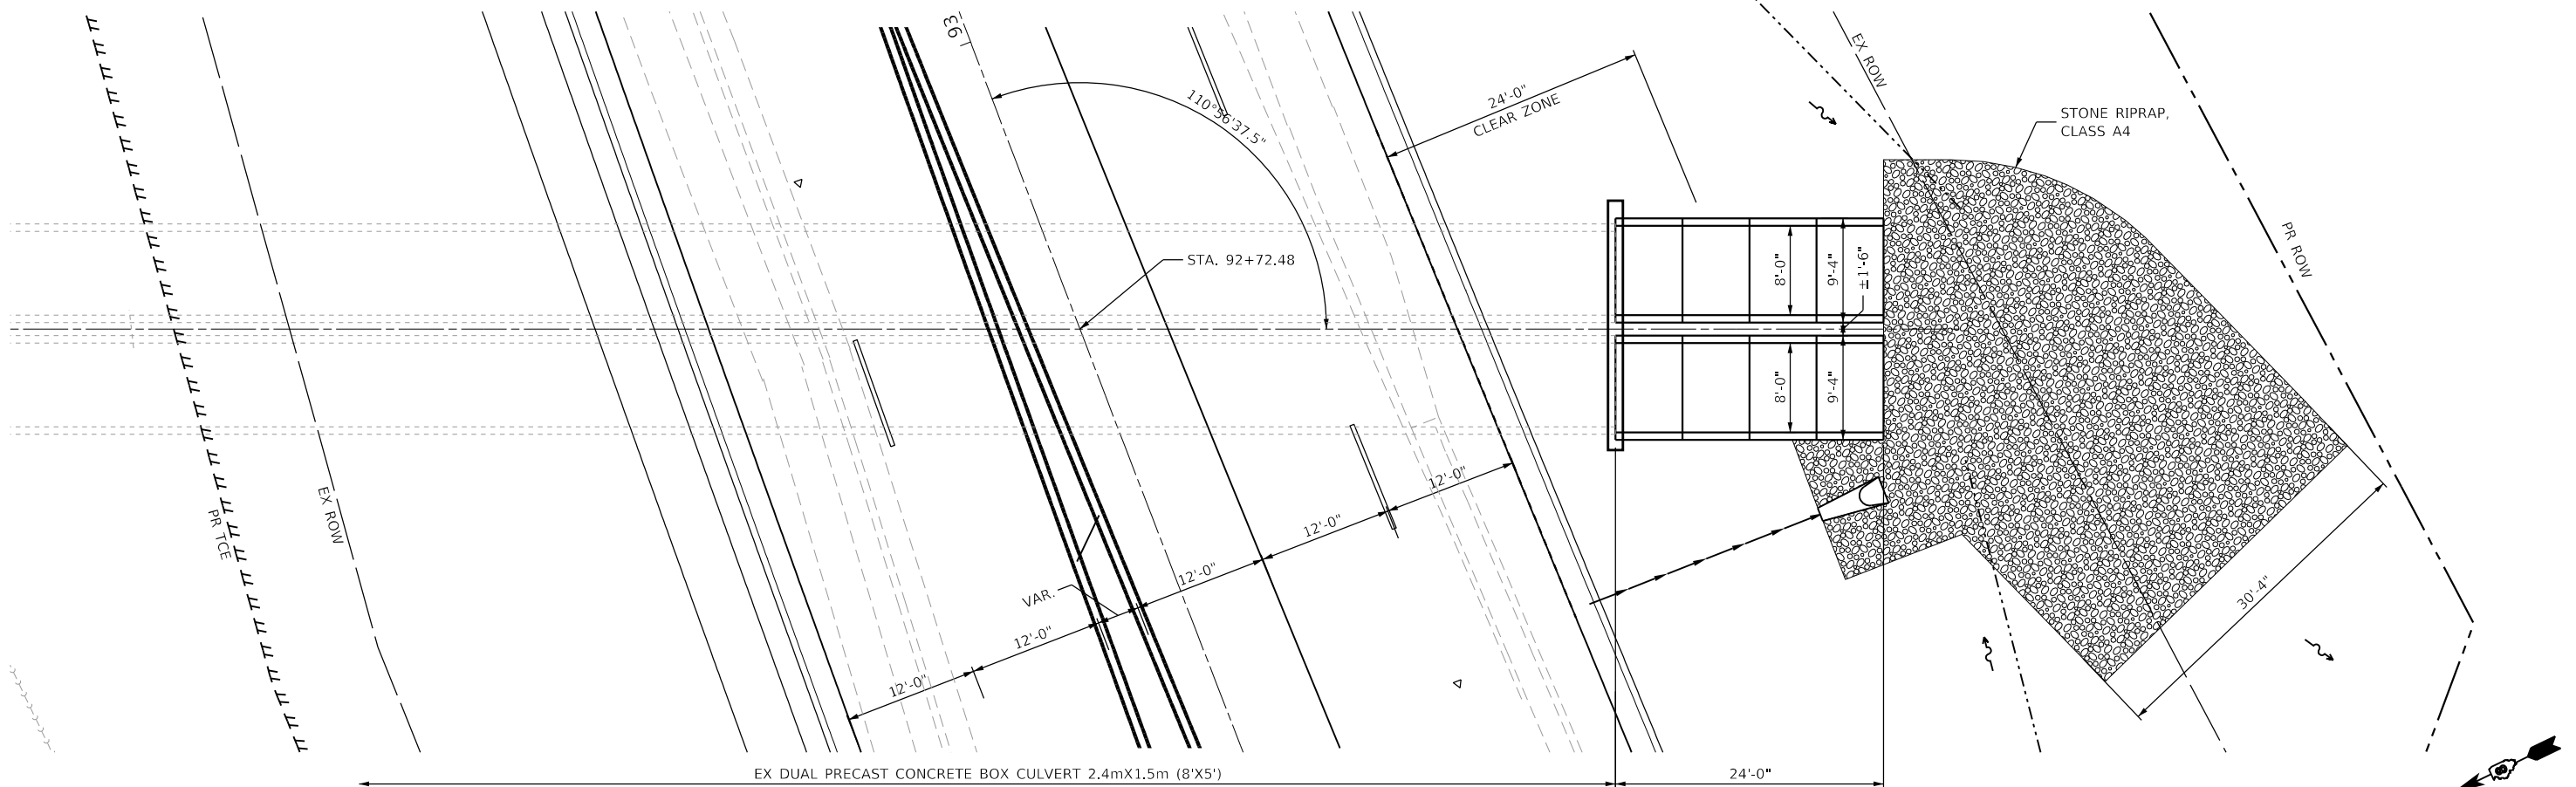 93
EX ROW
24'-0"
CLEAR ZONE
110°56'37.5"
STONE RIPRAP,
CLASS A4
PR ROW
STA. 92+72.48
8'-0"
9'-4"
±1'-6"
8'-0"
9'-4"
12'-0"
12'-0"
12'-0"
VAR.
12'-0"
12'-0"
EX ROW
PR TCE
30'-4"
EX DUAL PRECAST CONCRETE BOX CULVERT 2.4mX1.5m (8'X5')
24'-0"